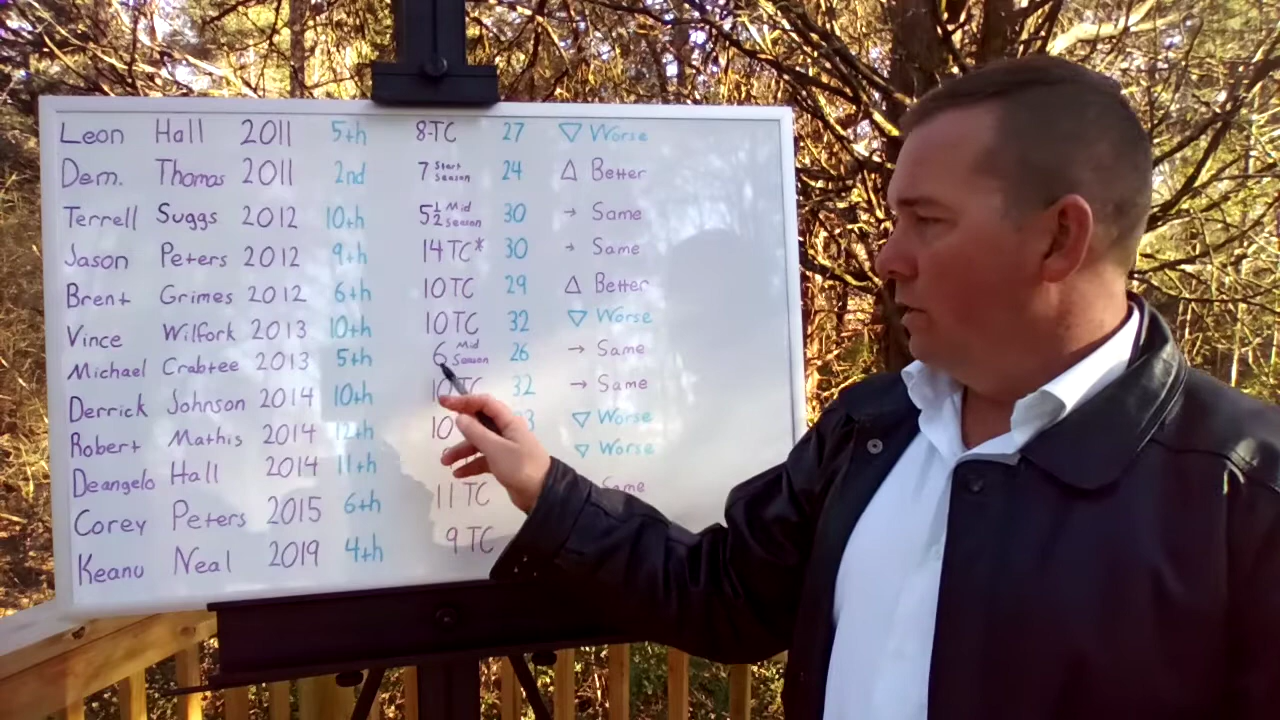 Leon Hall 2011 5th 8-TC 27 ▽ Worse
Dem. Thomas 2011 2nd 7 Start Season 24 △ Better
Terrell Suggs 2012 10th 5½ Mid Season 30 → Same
Jason Peters 2012 9th 14 TC* 30 → Same
Brent Grimes 2012 6th 10 TC 29 △ Better
Vince Wilfork 2013 10th 10 TC 32 ▽ Worse
Michael Crabtee 2013 5th 6 Mid Season 26 → Same
Derrick Johnson 2014 10th 10 TC 32 → Same
Robert Mathis 2014 12th 10 ▽ Worse
Deangelo Hall 2014 11th ▽ Worse
Corey Peters 2015 6th 11 TC Same
Keanu Neal 2019 4th 9 TC